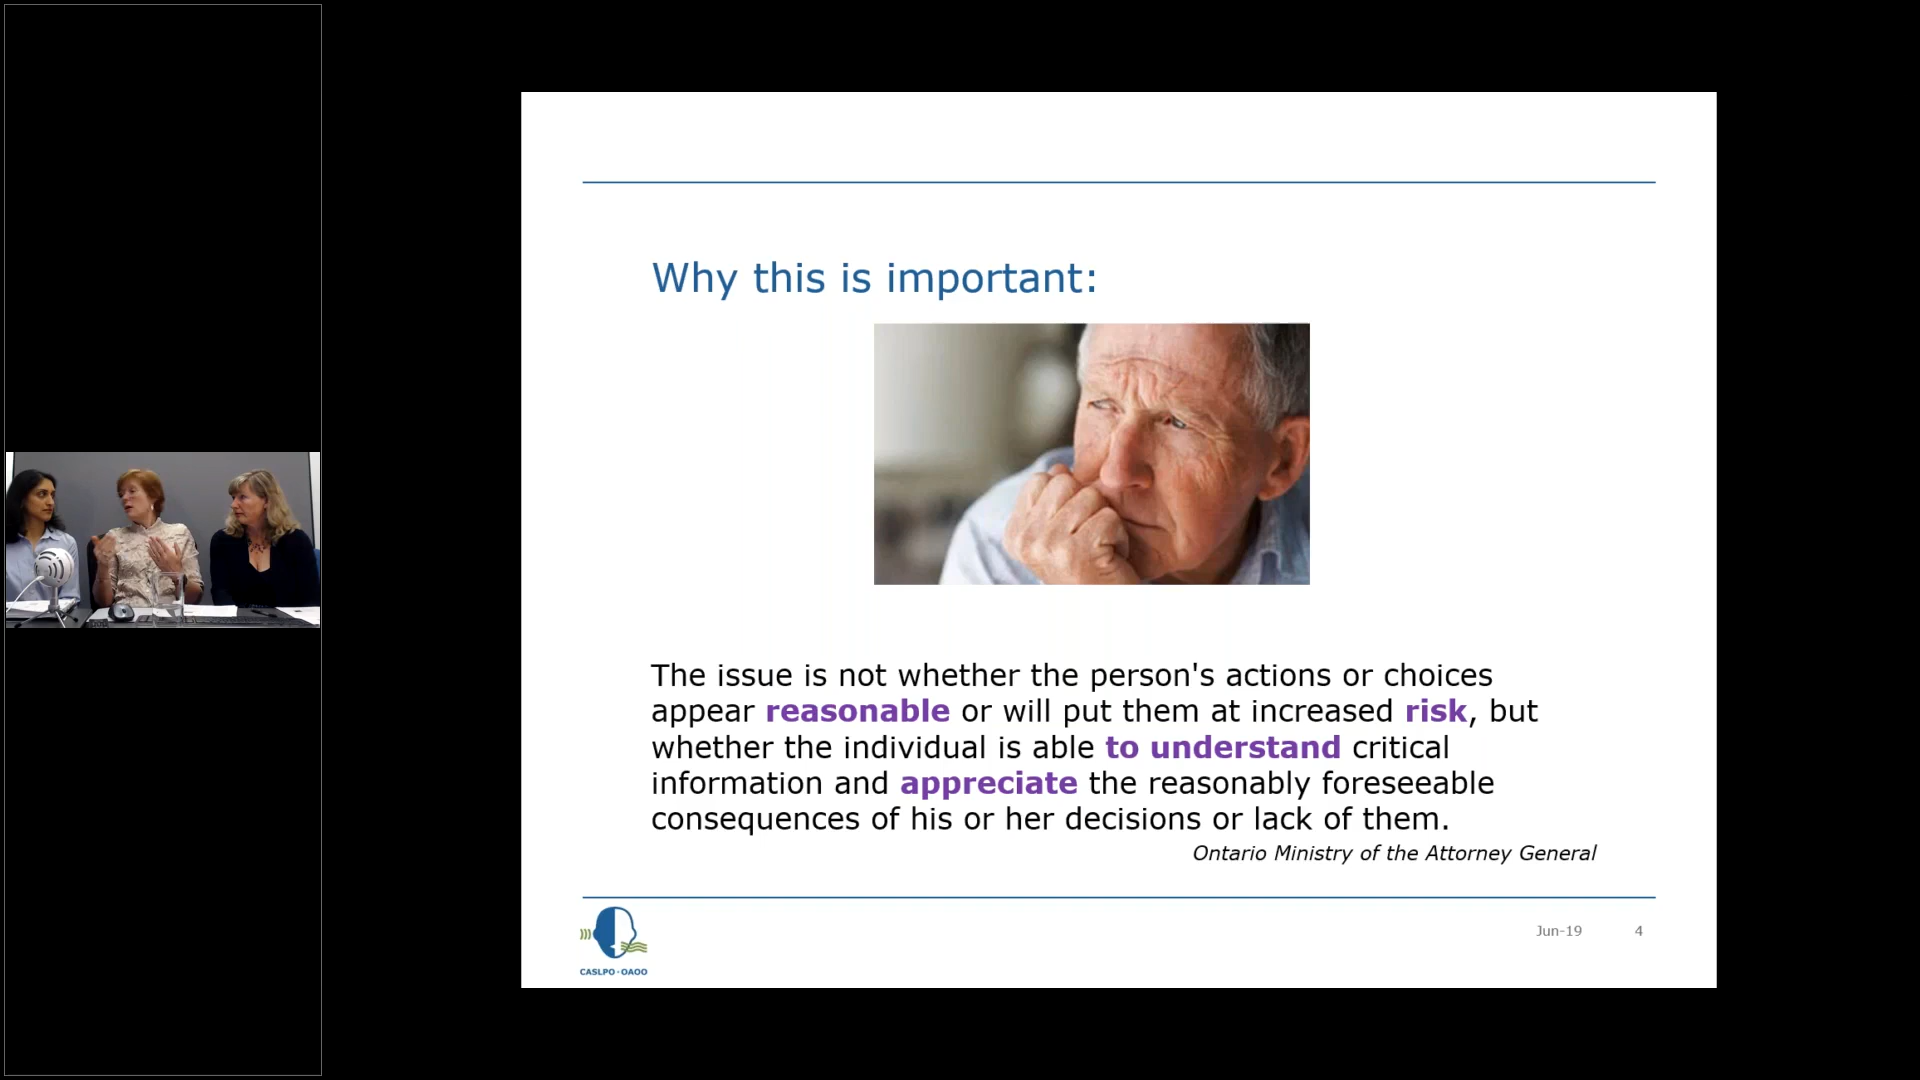 Why this is important:
The issue is not whether the person's actions or choices
appear reasonable or will put them at increased risk, but
whether the individual is able to understand critical
information and appreciate the reasonably foreseeable
consequences of his or her decisions or lack of them.
Ontario Ministry of the Attorney General
CASLPO·OAOO
Jun-19 4